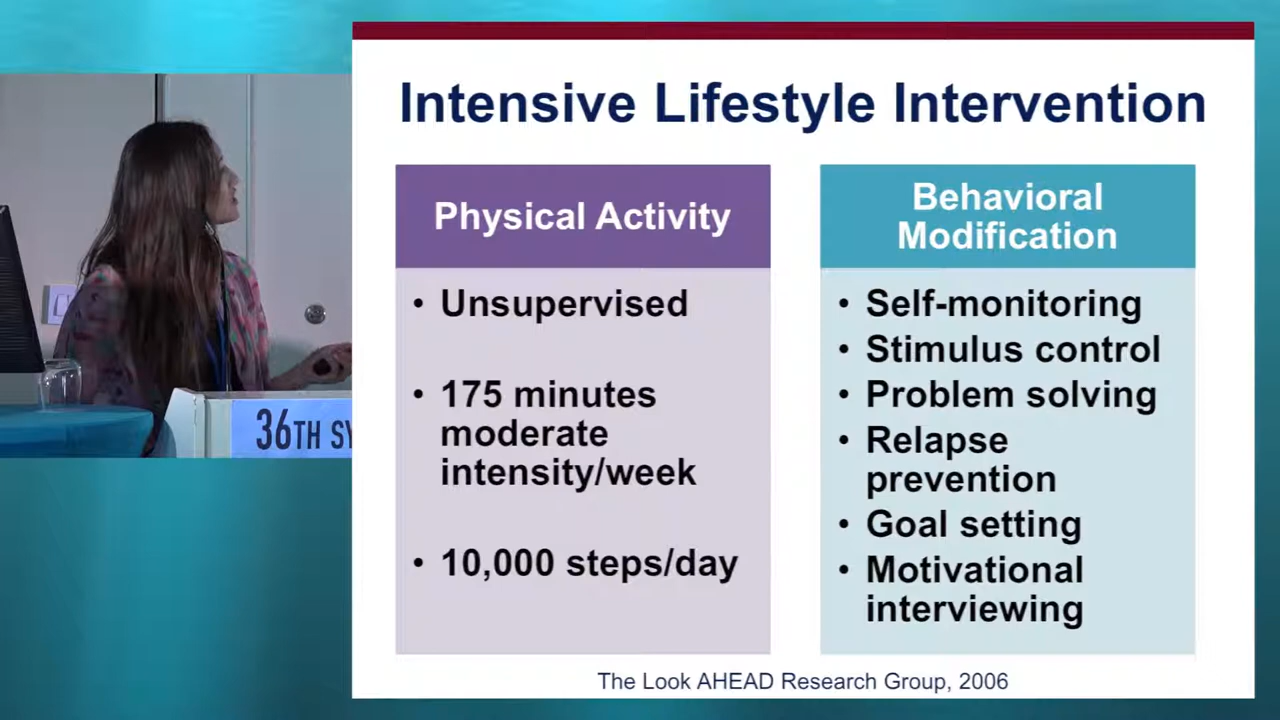 Intensive Lifestyle Intervention
Physical Activity
• Unsupervised
• 175 minutes
moderate
intensity/week
• 10,000 steps/day
Behavioral
Modification
• Self-monitoring
• Stimulus control
• Problem solving
• Relapse
prevention
• Goal setting
• Motivational
interviewing
The Look AHEAD Research Group, 2006
36TH